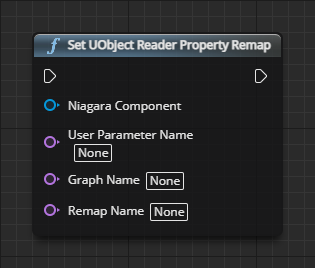 f Set UObject Reader Property Remap
Niagara Component
User Parameter Name
None
Graph Name None
Remap Name None